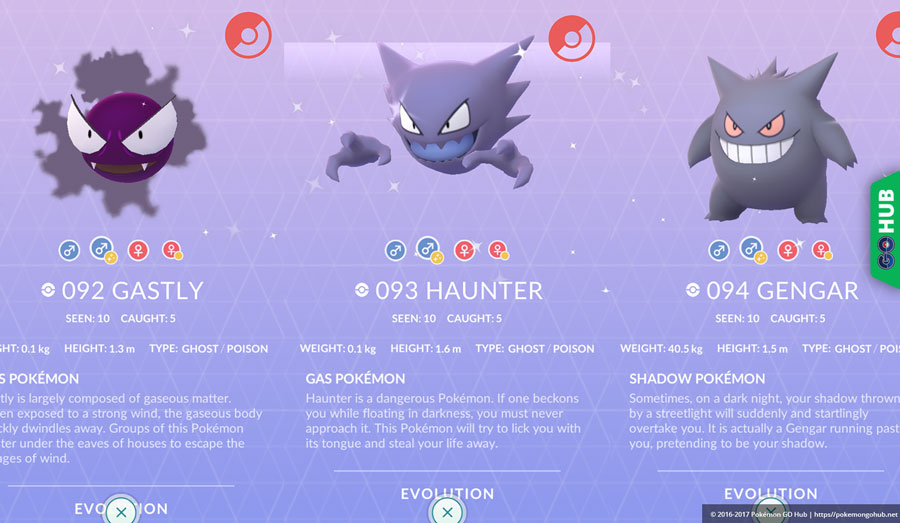 GO HUB
092 GASTLY
SEEN: 10 CAUGHT: 5
HT: 0.1 kg HEIGHT: 1.3 m TYPE: GHOST / POISON
S POKÉMON
tly is largely composed of gaseous matter.
en exposed to a strong wind, the gaseous body
ckly dwindles away. Groups of this Pokémon
ter under the eaves of houses to escape the
ages of wind.
093 HAUNTER
SEEN: 10 CAUGHT: 5
WEIGHT: 0.1 kg HEIGHT: 1.6 m TYPE: GHOST / POISON
GAS POKÉMON
Haunter is a dangerous Pokémon. If one beckons
you while floating in darkness, you must never
approach it. This Pokémon will try to lick you with
its tongue and steal your life away.
EVOLUTION
094 GENGAR
SEEN: 10 CAUGHT: 5
WEIGHT: 40.5 kg HEIGHT: 1.5 m TYPE: GHOST / POI
SHADOW POKÉMON
Sometimes, on a dark night, your shadow thrown
by a streetlight will suddenly and startlingly
overtake you. It is actually a Gengar running past
you, pretending to be your shadow.
EVOLUTION
© 2016-2017 Pokémon GO Hub | https//pokemongohub.net